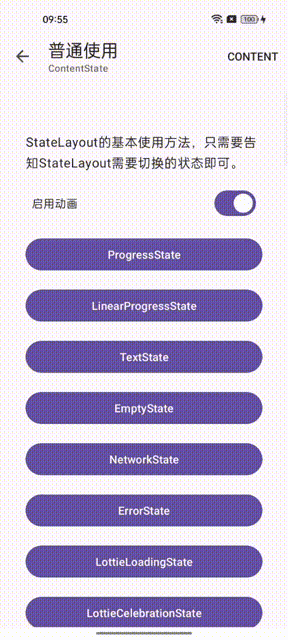 09:55
100
普通使用
CONTENT
ContentState
StateLayout的基本使用方法，只需要告
知StateLayout需要切换的状态即可。
启用动画
ProgressState
LinearProgressState
TextState
EmptyState
NetworkState
ErrorState
LottieLoadingState
LottieCelebrationState